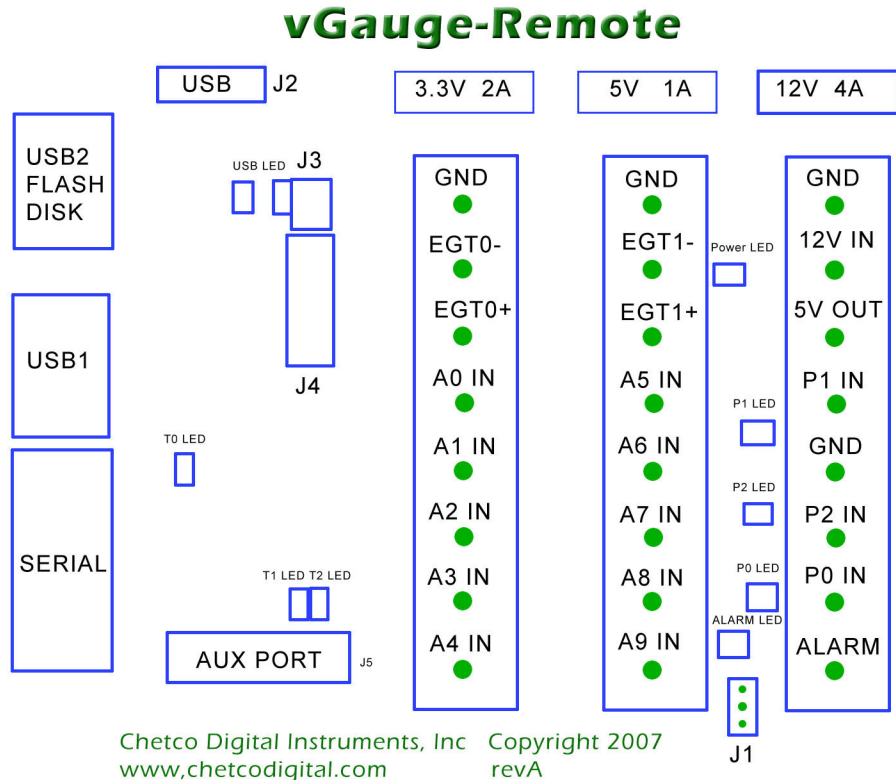 vGauge-Remote
USB
J2
3.3V 2A
5V 1A
12V 4A
USB2
FLASH
DISK
USB LED
J3
J4
USB1
T0 LED
SERIAL
T1 LED
T2 LED
AUX PORT
J5
GND
EGT0-
EGT0+
A0 IN
A1 IN
A2 IN
A3 IN
A4 IN
GND
EGT1-
EGT1+
A5 IN
A6 IN
A7 IN
A8 IN
A9 IN
Power LED
P1 LED
P2 LED
P0 LED
ALARM LED
J1
GND
12V IN
5V OUT
P1 IN
GND
P2 IN
P0 IN
ALARM
Chetco Digital Instruments, Inc Copyright 2007
www,chetcodigital.com revA